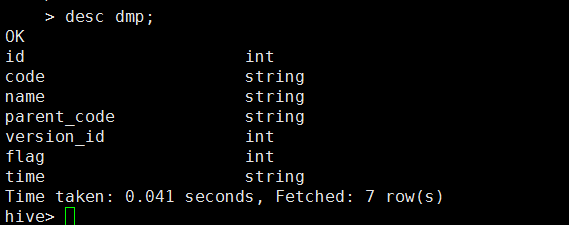 > desc dmp;
OK
id int
code string
name string
parent_code string
version_id int
flag int
time string
Time taken: 0.041 seconds, Fetched: 7 row(s)
hive>